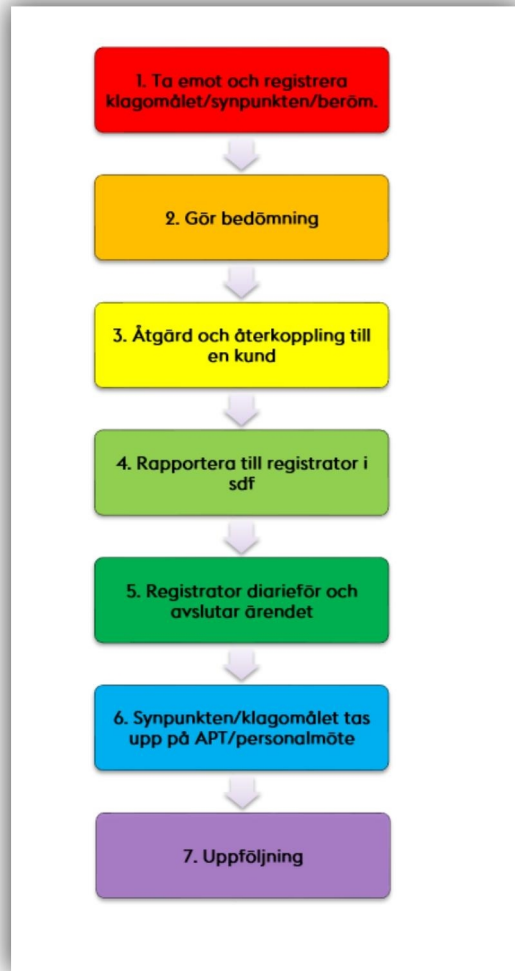 1. Ta emot och registrera
klagomålet/synpunkten/beröm.
2. Gör bedömning
3. Åtgärd och återkoppling till
en kund
4. Rapportera till registrator i
sdf
5. Registrator diarieför och
avslutar ärendet
6. Synpunkten/klagomålet tas
upp på APT/personalmöte
7. Uppföljning